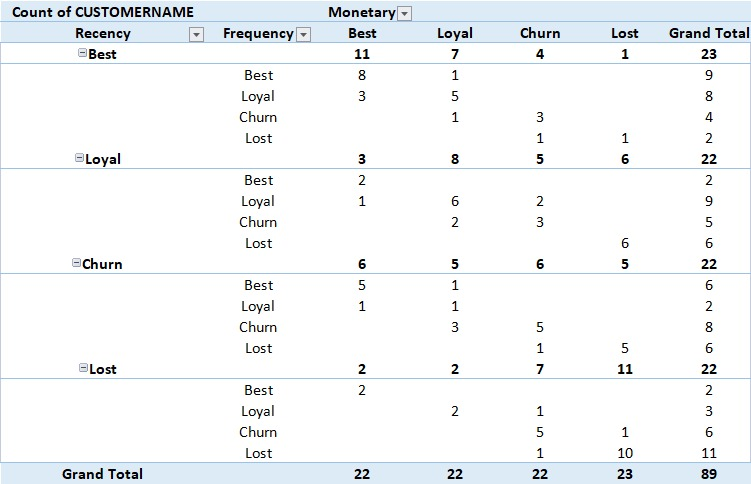 Count of CUSTOMERNAME Monetary
Recency Frequency Best Loyal Churn Lost Grand Total
Best 11 7 4 1 23
Best 8 1 9
Loyal 3 5 8
Churn 1 3 4
Lost 1 1 2
Loyal 3 8 5 6 22
Best 2 2
Loyal 1 6 2 9
Churn 2 3 5
Lost 6 6
Churn 6 5 6 5 22
Best 5 1 6
Loyal 1 1 2
Churn 3 5 8
Lost 1 5 6
Lost 2 2 7 11 22
Best 2 2
Loyal 2 1 3
Churn 5 1 6
Lost 1 10 11
Grand Total 22 22 22 23 89